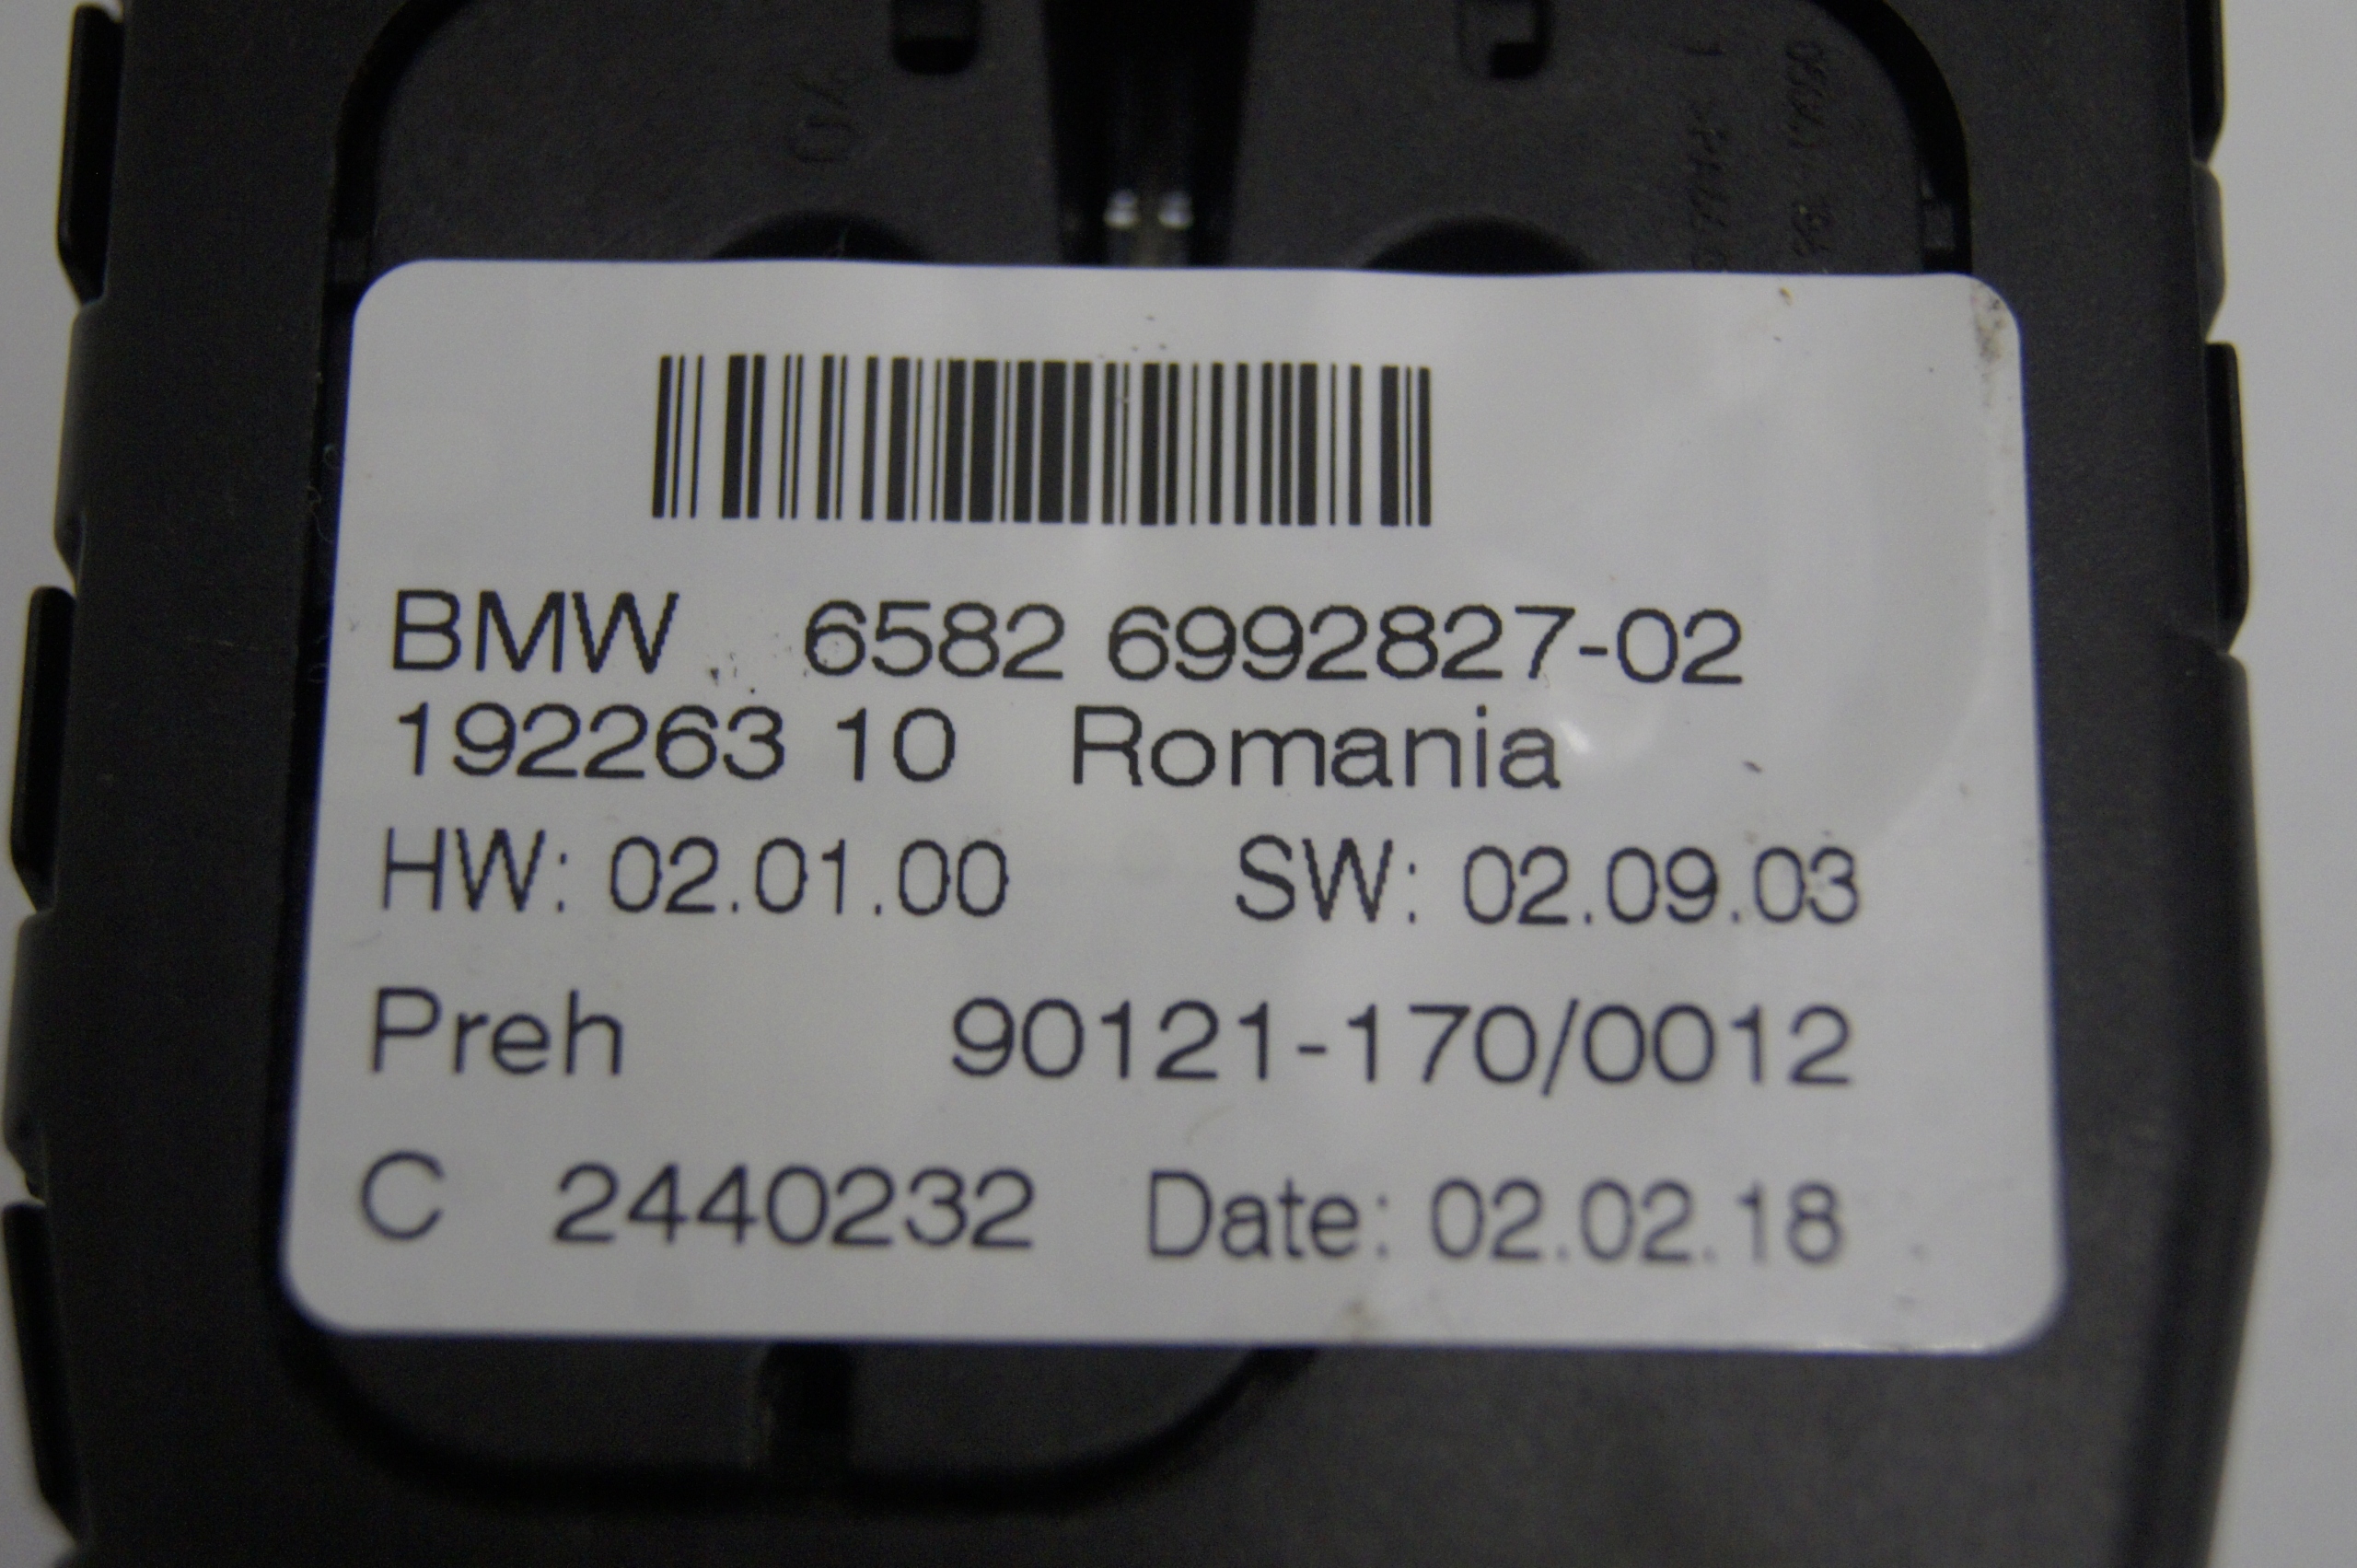 BMW 6582 6992827-02
192263 10 Romania
HW: 02.01.00 SW: 02.09.03
Preh 90121-170/0012
C 2440232 Date: 02.02.18